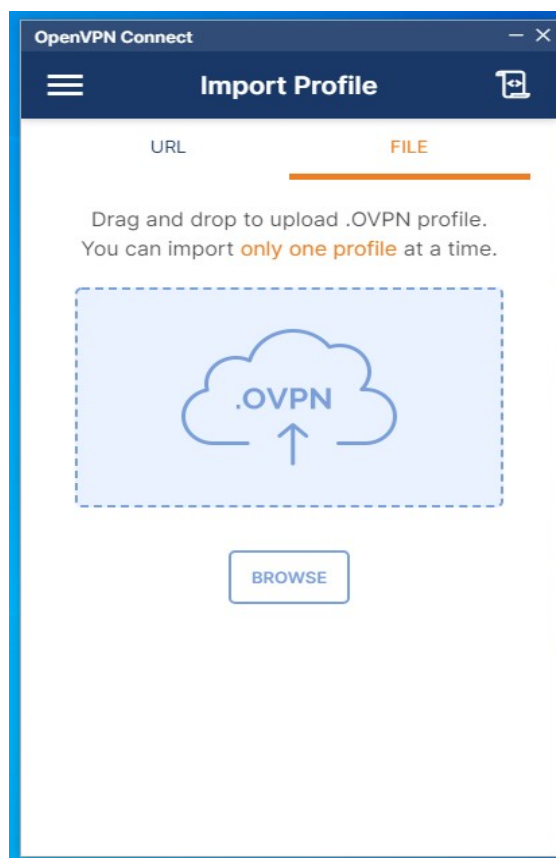 OpenVPN Connect
Import Profile
URL
FILE
Drag and drop to upload .OVPN profile.
You can import only one profile at a time.
.OVPN
BROWSE